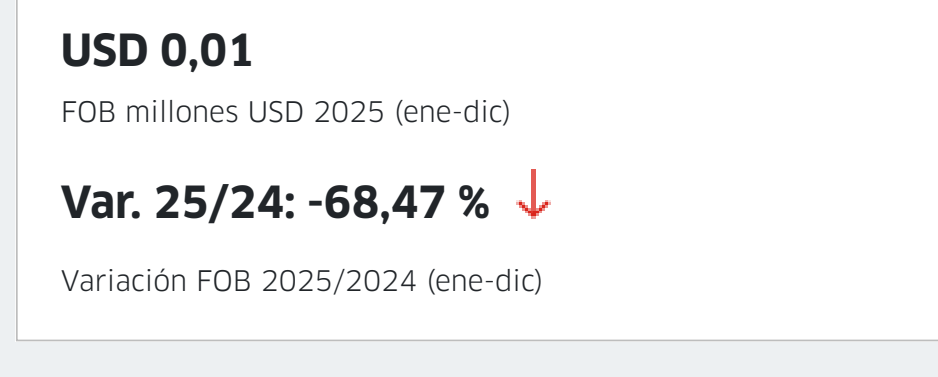 USD 0,01
FOB millones USD 2025 (ene-dic)
Var. 25/24: -68,47 %
Variación FOB 2025/2024 (ene-dic)